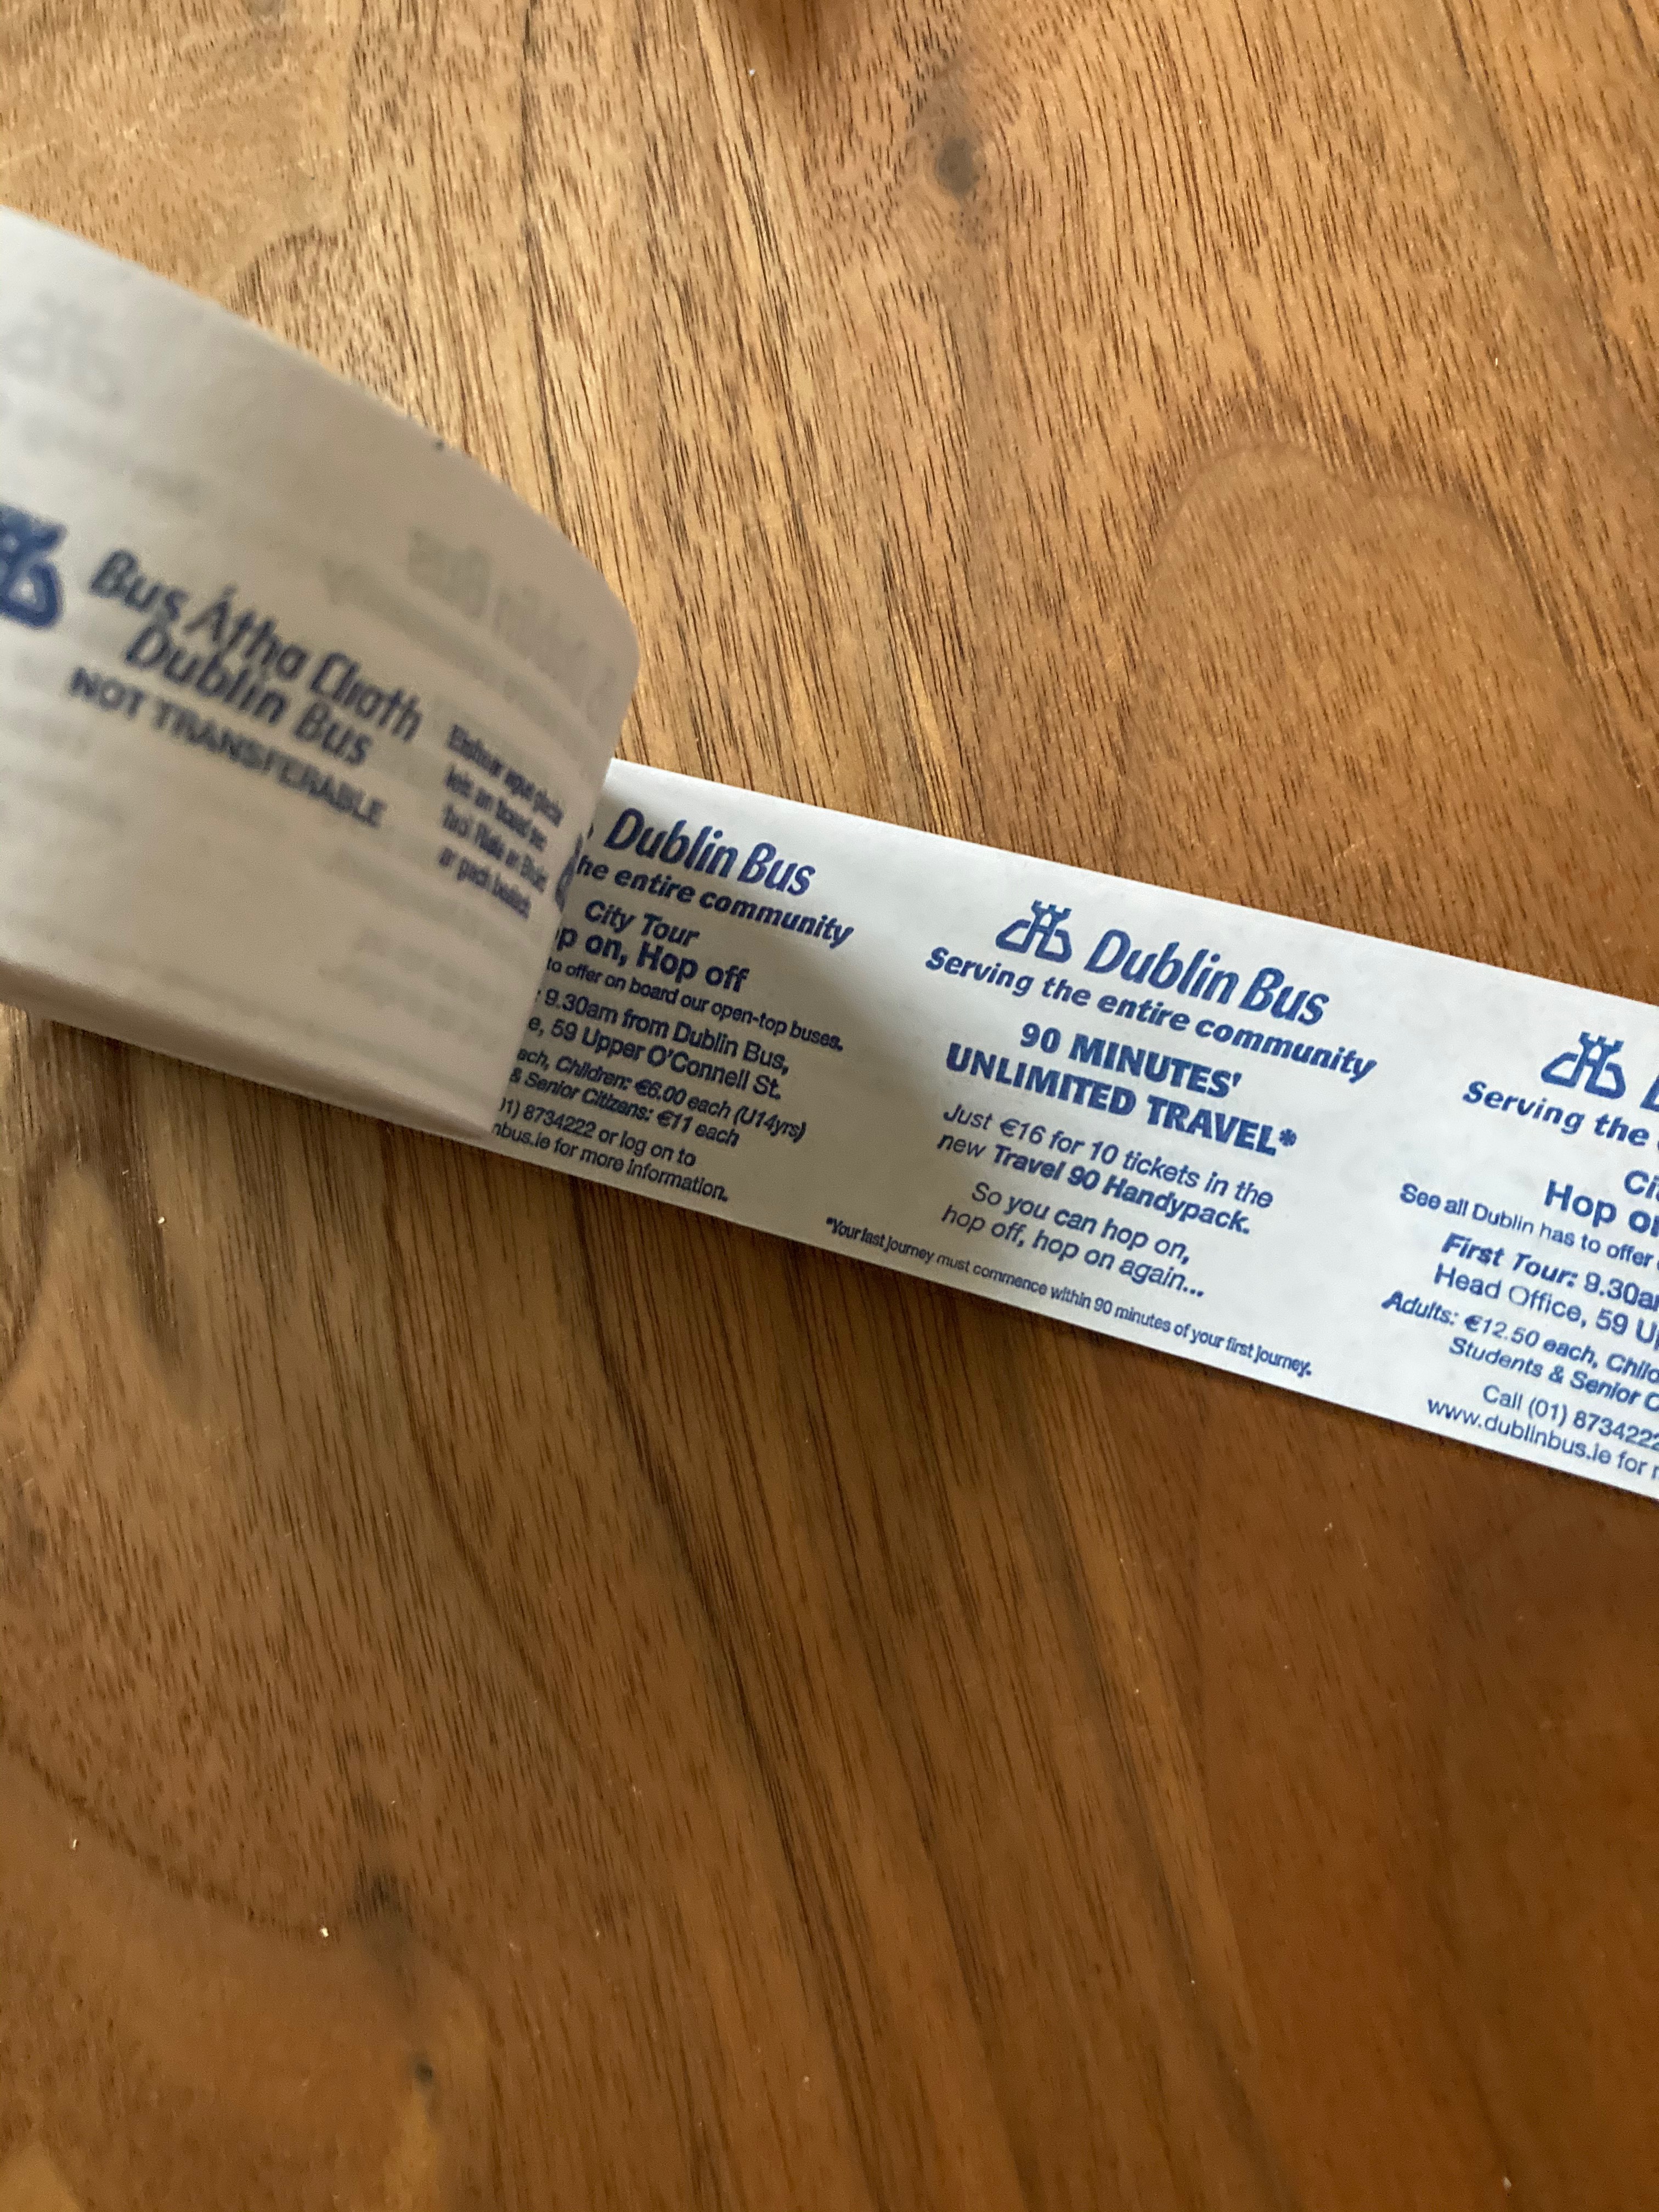 Bus Átha Cliath
Dublin Bus
NOT TRANSFERABLE
Dublin Bus
he entire community
City Tour
p on, Hop off
to offer on board our open-top buses.
: 9.30am from Dublin Bus,
e, 59 Upper O'Connell St.
ach, Children: €6.00 each (U14yrs)
& Senior Citizens: €11 each
01) 8734222 or log on to
nbus.ie for more information.
Dublin Bus
Serving the entire community
90 MINUTES'
UNLIMITED TRAVEL*
Just €16 for 10 tickets in the
new Travel 90 Handypack.
So you can hop on,
hop off, hop on again...
*Your last journey must commence within 90 minutes of your first journey.
Serving the
Ci
Hop o
See all Dublin has to offer
First Tour: 9.30a
Head Office, 59 U
Adults: €12.50 each, Chil
Students & Senior C
Call (01) 8734222
www.dublinbus.ie for